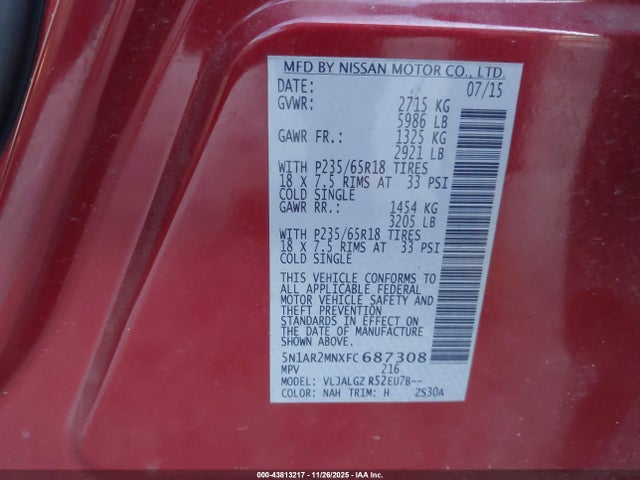 MFD BY NISSAN MOTOR CO., LTD.
DATE: 07/15
GVWR: 2715 KG
5986 LB
GAWR FR.: 1325 KG
2921 LB
WITH P235/65R18 TIRES
18 X 7.5 RIMS AT 33 PSI
COLD SINGLE
GAWR RR.: 1454 KG
3205 LB
WITH P235/65R18 TIRES
18 X 7.5 RIMS AT 33 PSI
COLD SINGLE
THIS VEHICLE CONFORMS TO
ALL APPLICABLE FEDERAL
MOTOR VEHICLE SAFETY AND
THEFT PREVENTION
STANDARDS IN EFFECT ON
THE DATE OF MANUFACTURE
SHOWN ABOVE.
5N1AR2MNXFC687308
MPV 216
MODEL: VLJALGZ R52EU7B--
COLOR: NAH TRIM: H ZS30A
000-43813217 - 11/26/2025 - IAA Inc.